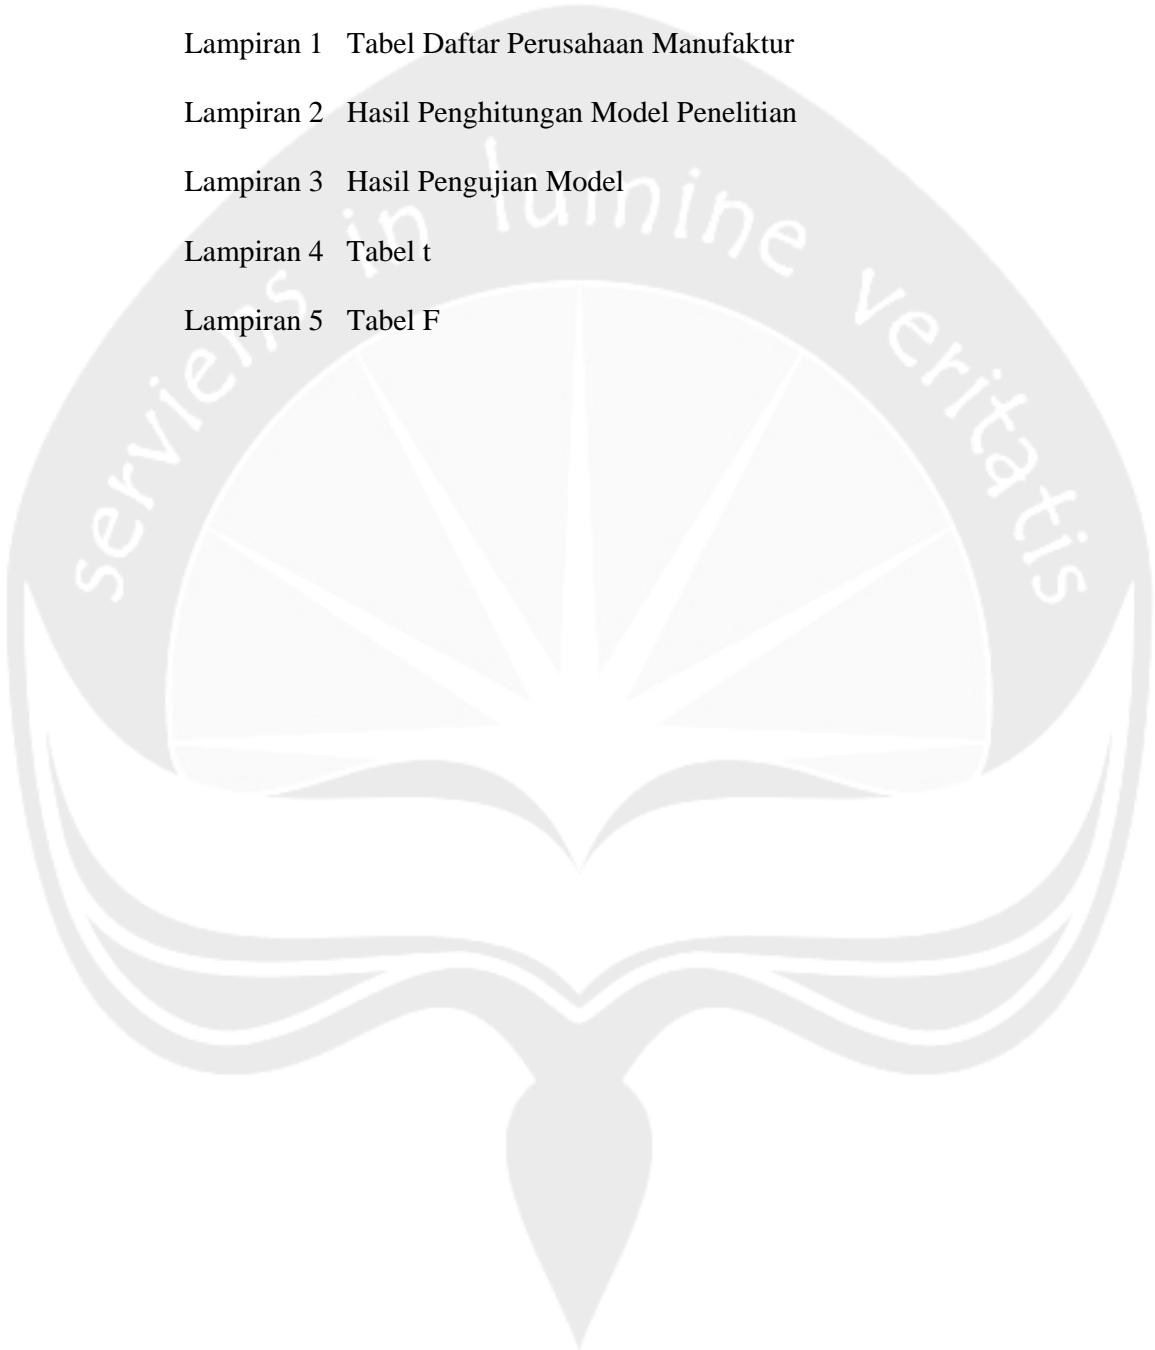 Lampiran 1 Tabel Daftar Perusahaan Manufaktur
Lampiran 2 Hasil Penghitungan Model Penelitian
Lampiran 3 Hasil Pengujian Model
Lampiran 4 Tabel t
Lampiran 5 Tabel F
serviens in lumine veritatis